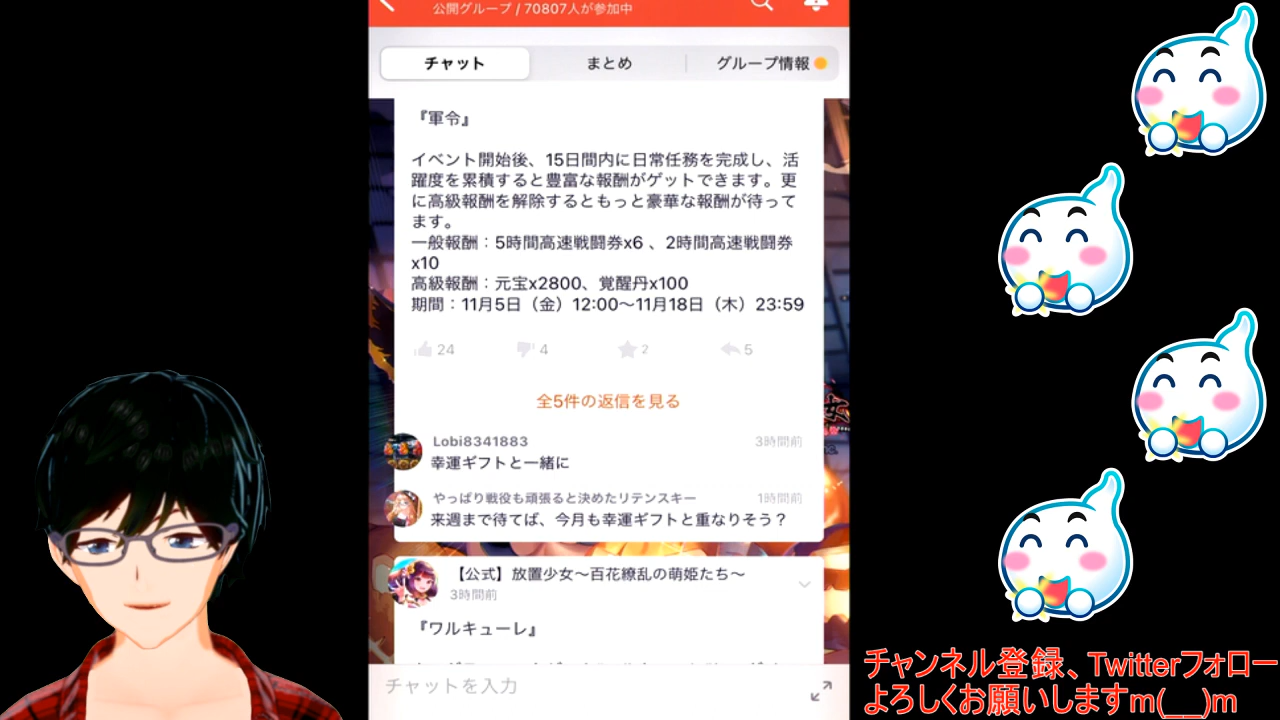 公開グループ / 70807人が参加中
チャット
まとめ
グループ情報
『軍令』
イベント開始後、15日間内に日常任務を完成し、活
躍度を累積すると豊富な報酬がゲットできます。更
に高級報酬を解除するともっと豪華な報酬が待って
ます。
一般報酬：5時間高速戦闘券x6 、2時間高速戦闘券
x10
高級報酬：元宝x2800、覚醒丹x100
期間：11月5日（金）12:00〜11月18日（木）23:59
24
4
2
5
全5件の返信を見る
Lobi8341883
3時間前
幸運ギフトと一緒に
やっぱり戦役も頑張ると決めたリテンスキー
1時間前
来週まで待てば、今月も幸運ギフトと重なりそう？
【公式】放置少女〜百花繚乱の萌姫たち〜
3時間前
『ワルキューレ』
チャットを入力
チャンネル登録、Twitterフォロー
よろしくお願いしますm(__)m